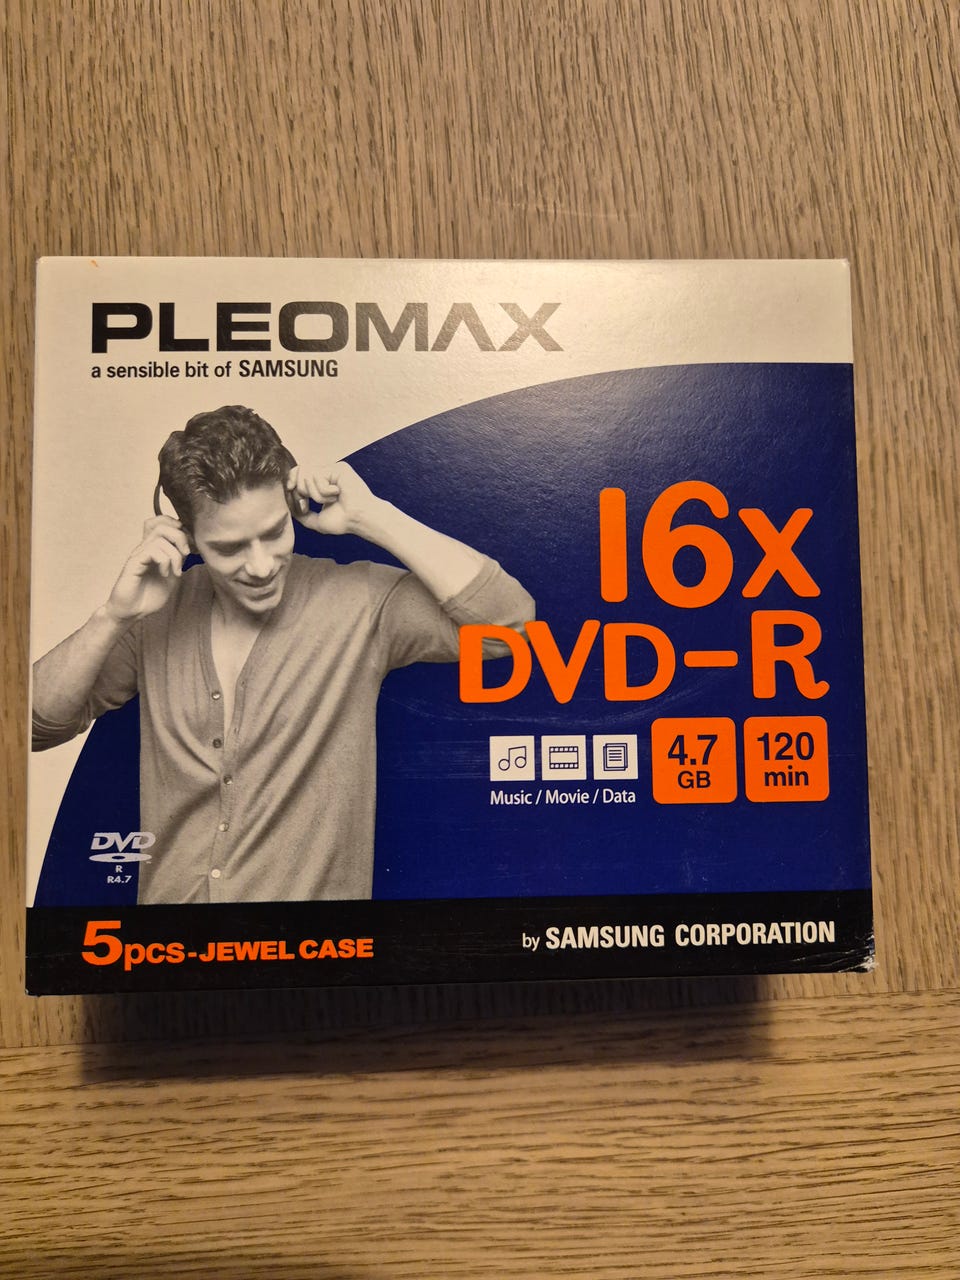 PLEOMAX
a sensible bit of SAMSUNG
16x
DVD-R
4.7
GB
120
min
Music / Movie / Data
DVD
R
R4.7
5pcs-JEWEL CASE
by SAMSUNG CORPORATION